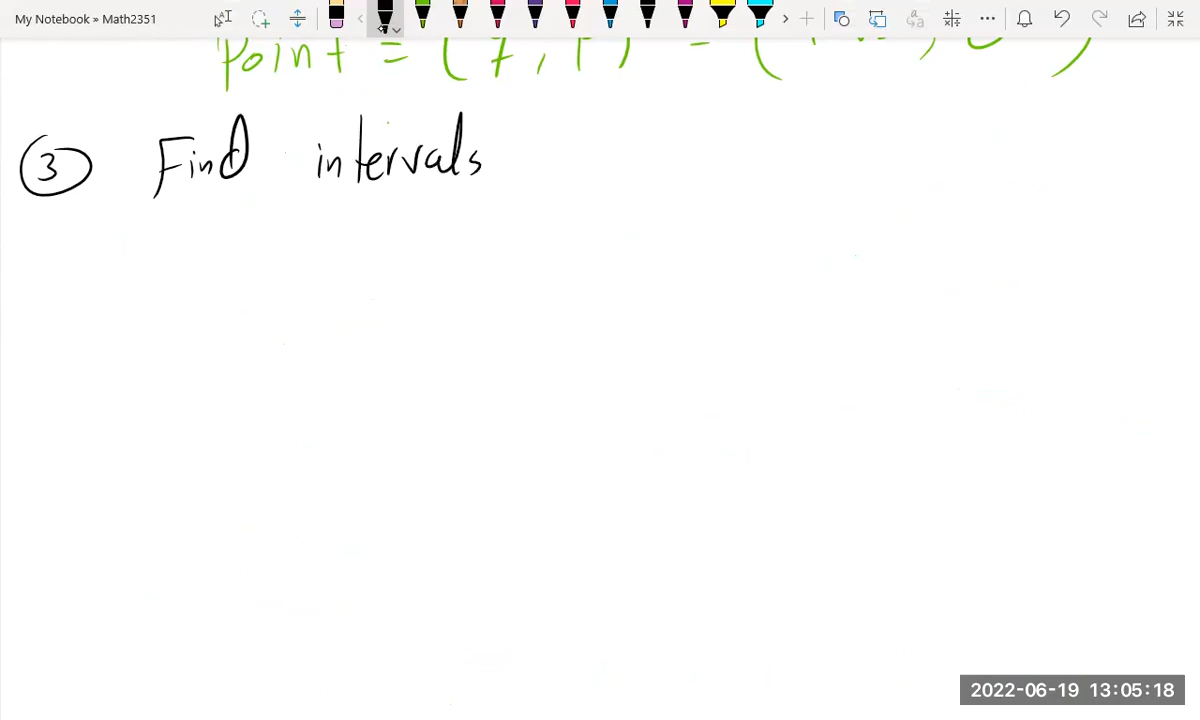 My Notebook » Math2351
Point = (
③ Find intervals
2022-06-19 13:05:18